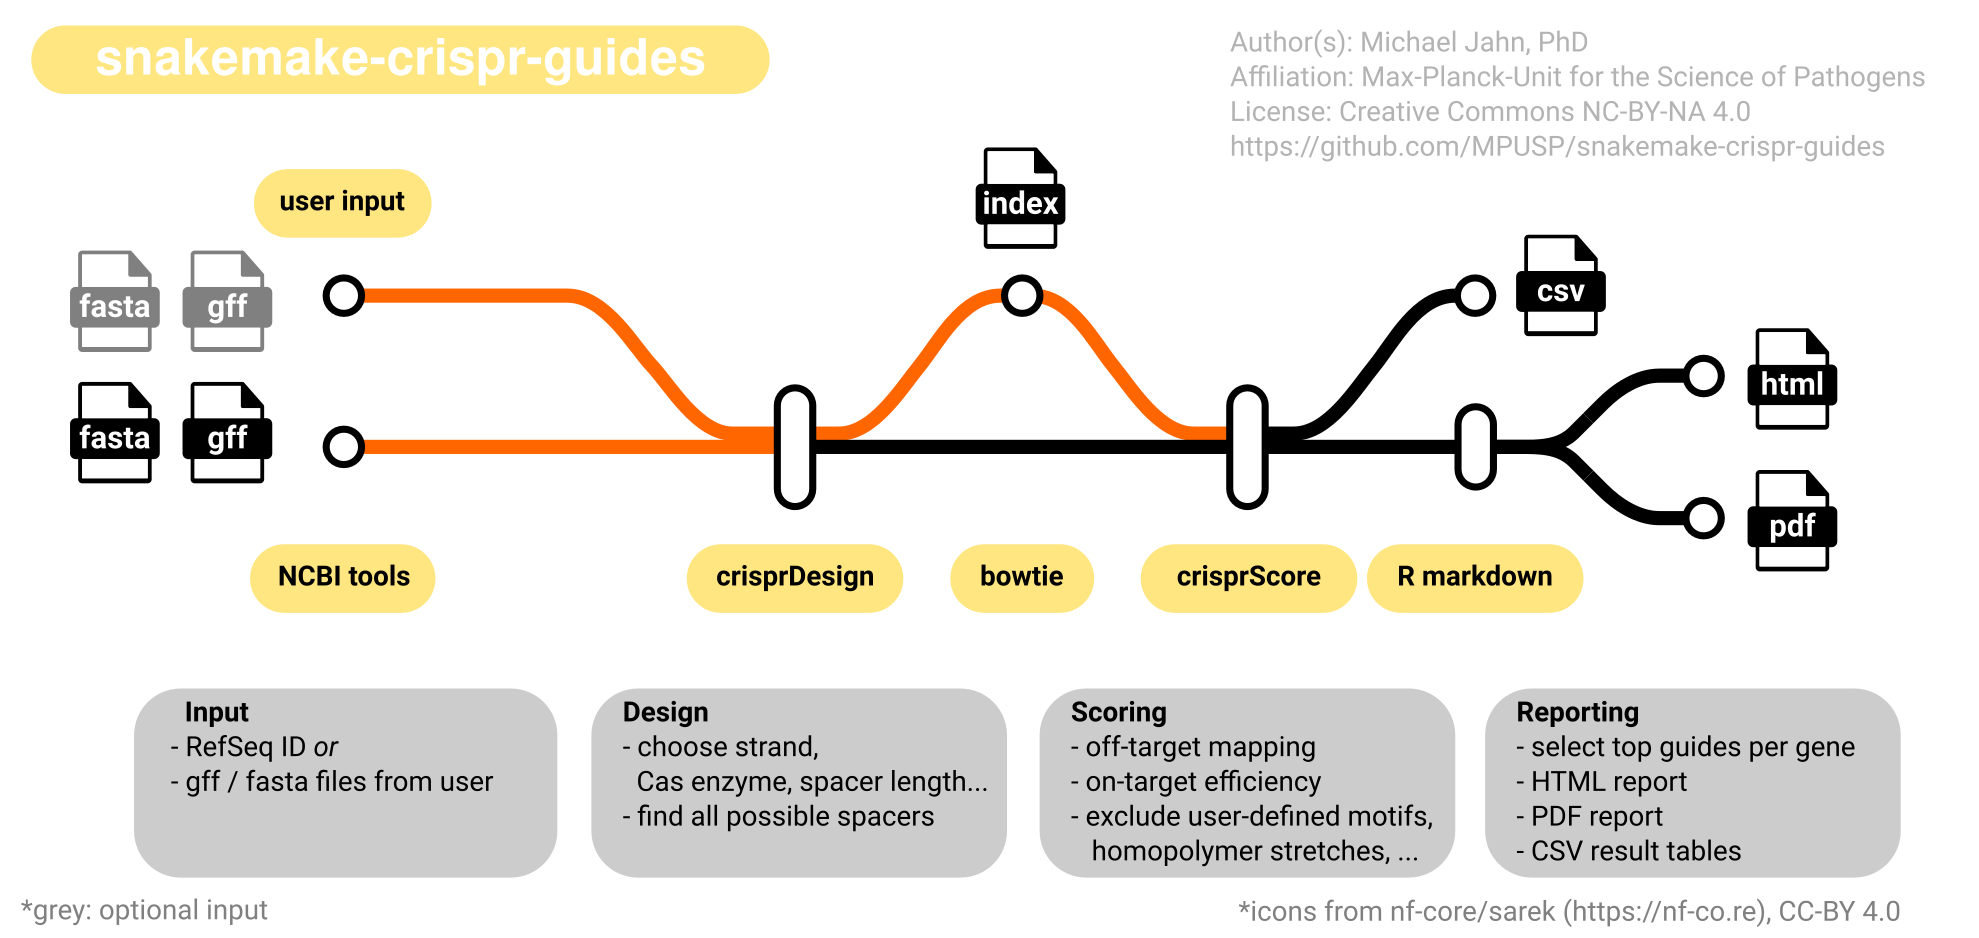 snakemake-crispr-guides
Author(s): Michael Jahn, PhD
Affiliation: Max-Planck-Unit for the Science of Pathogens
License: Creative Commons NC-BY-NA 4.0
https://github.com/MPUSP/snakemake-crispr-guides
user input
index
fasta
gff
csv
html
fasta
gff
pdf
NCBI tools
crisprDesign
bowtie
crisprScore
R markdown
Input
- RefSeq ID or
- gff / fasta files from user
Design
- choose strand,
Cas enzyme, spacer length...
- find all possible spacers
Scoring
- off-target mapping
- on-target efficiency
- exclude user-defined motifs,
homopolymer stretches, ...
Reporting
- select top guides per gene
- HTML report
- PDF report
- CSV result tables
*grey: optional input
*icons from nf-core/sarek (https://nf-co.re), CC-BY 4.0